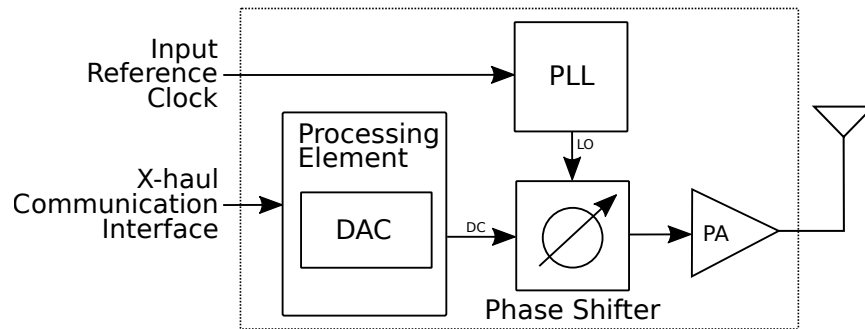 Input
Reference
Clock
PLL
LO
Processing
Element
X-haul
Communication
Interface
DAC
DC
PA
Phase Shifter